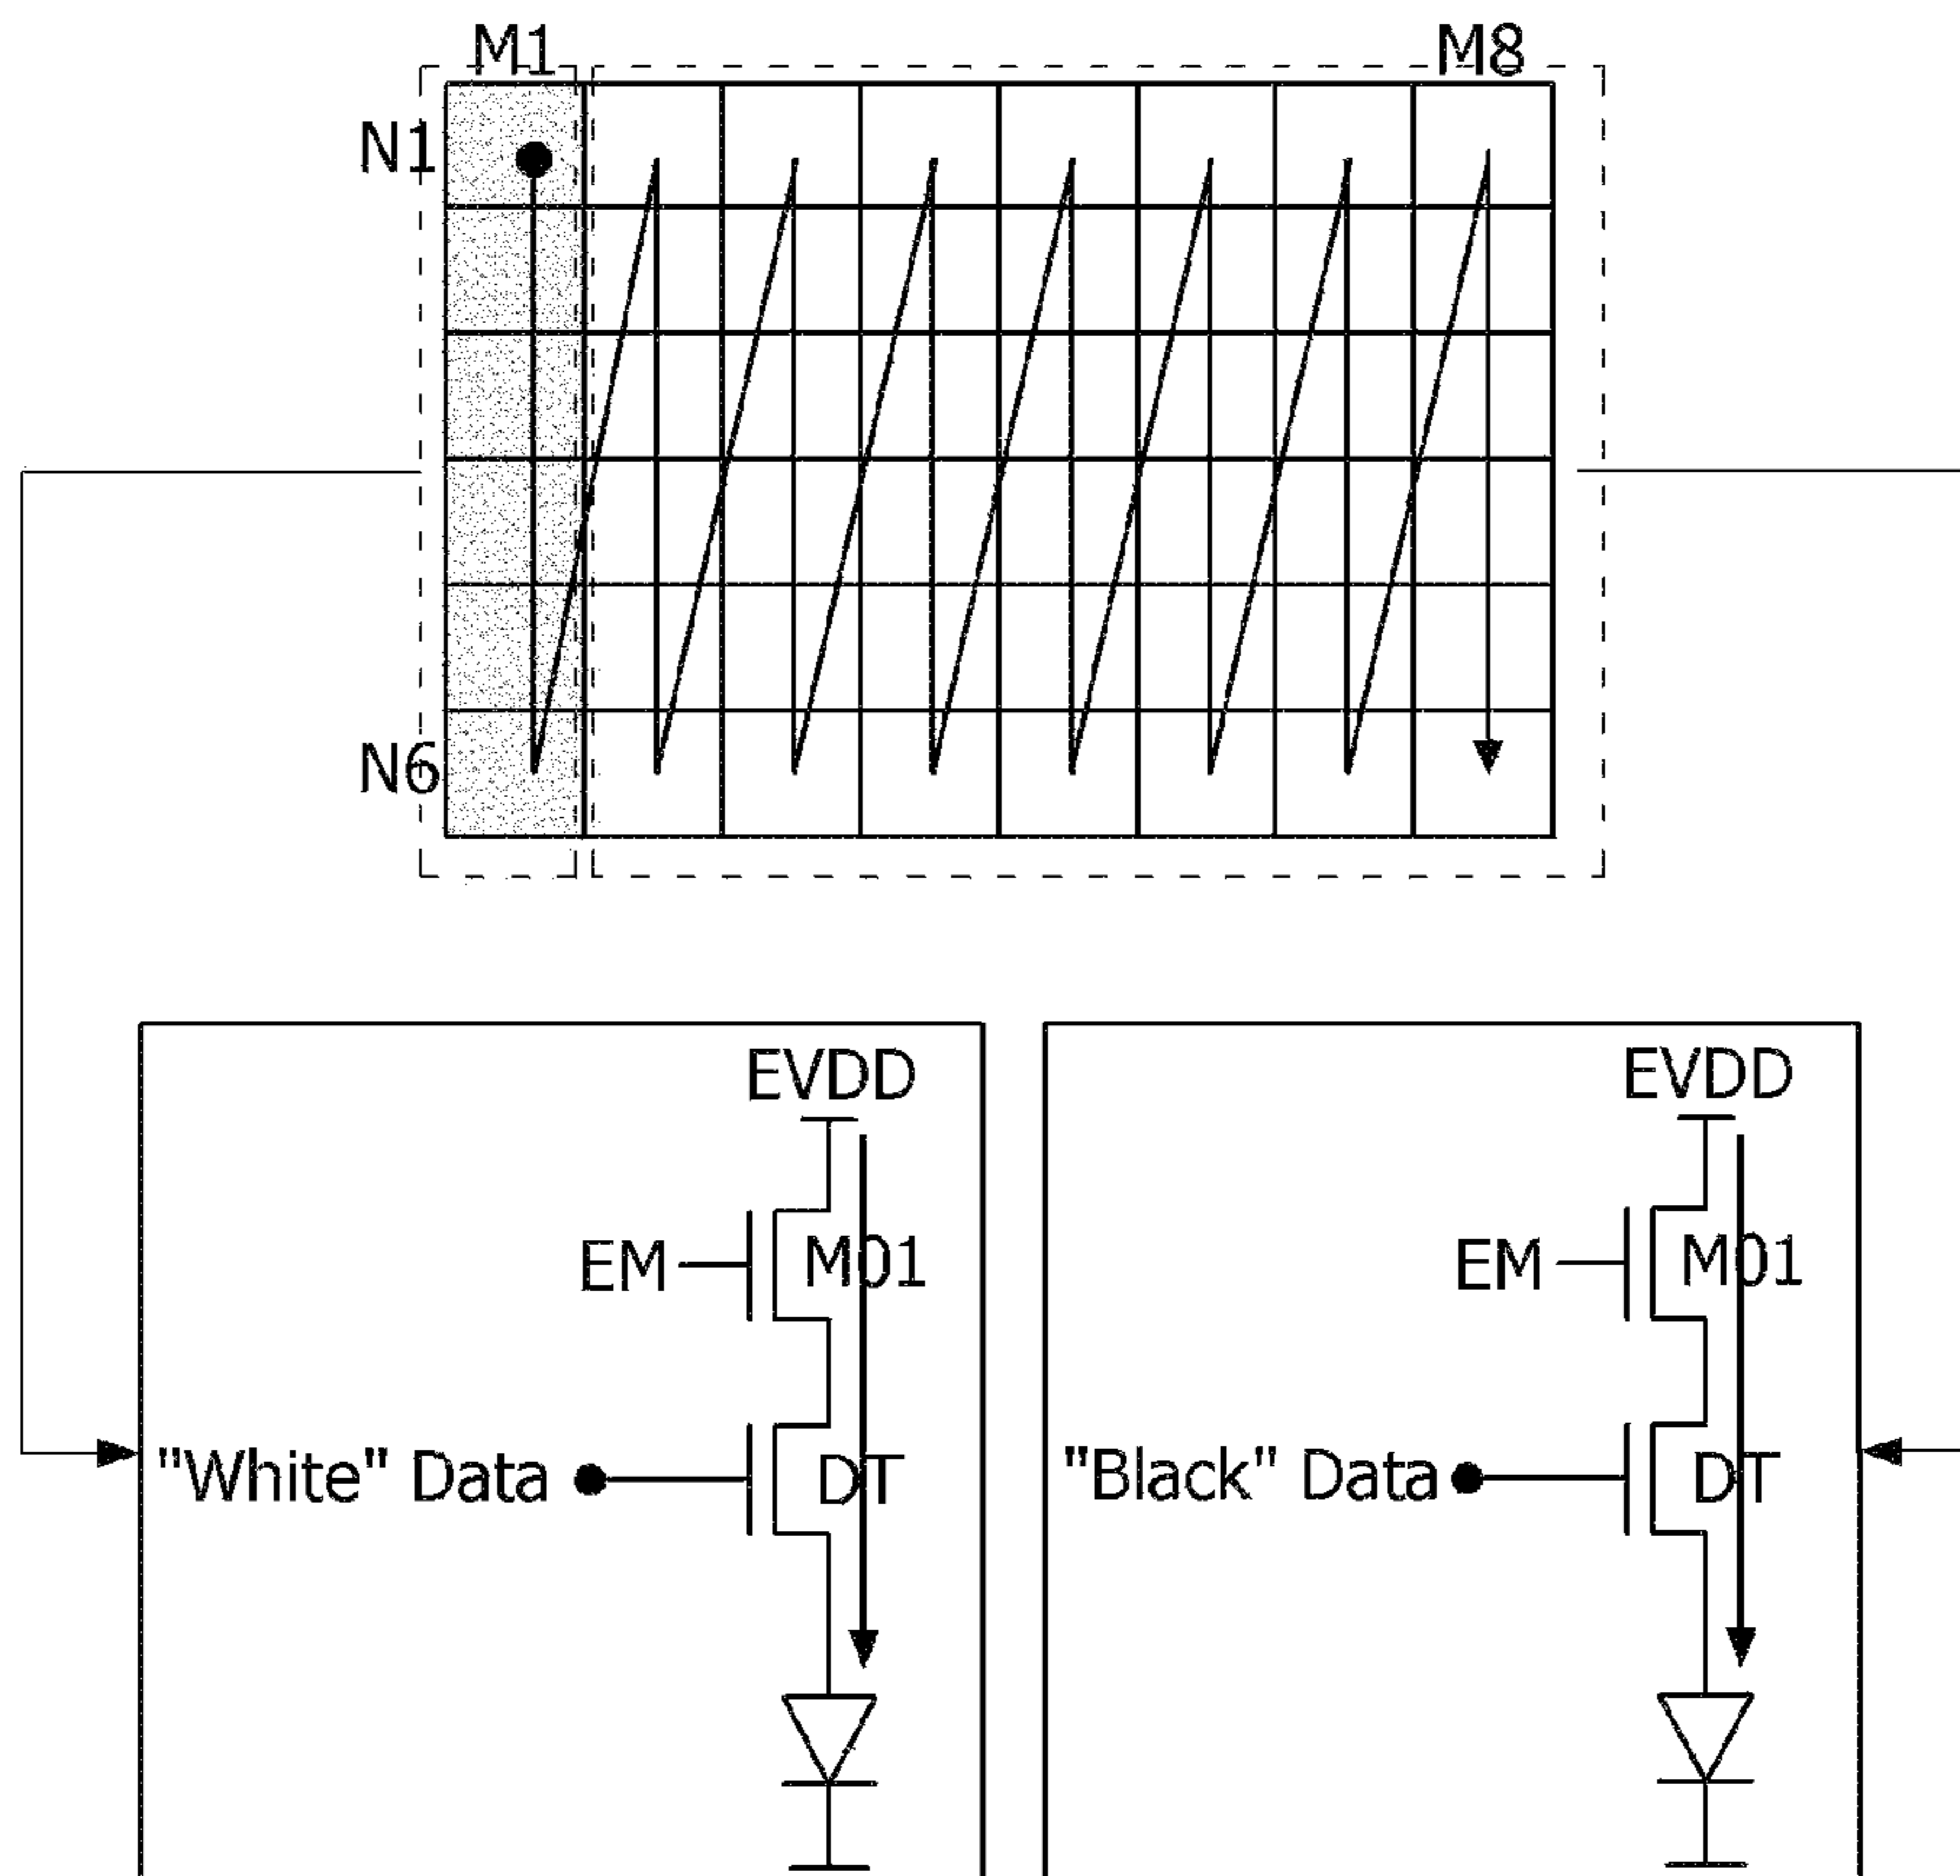 M1 M8
N1
N6
EVDD EVDD
EM M01 EM M01
"White" Data DT "Black" Data DT